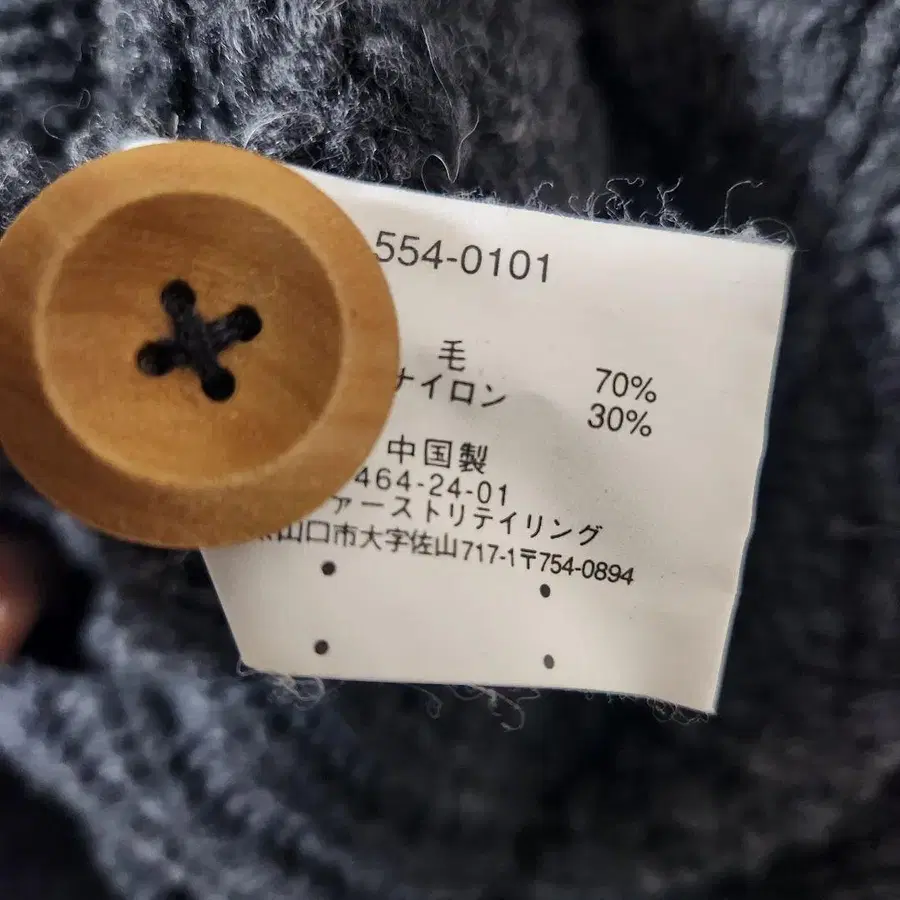 554-0101
毛 70%
ナイロン 30%
中国製
464-24-01
ァーストリテイリング
山口市大字佐山717-1〒754-0894